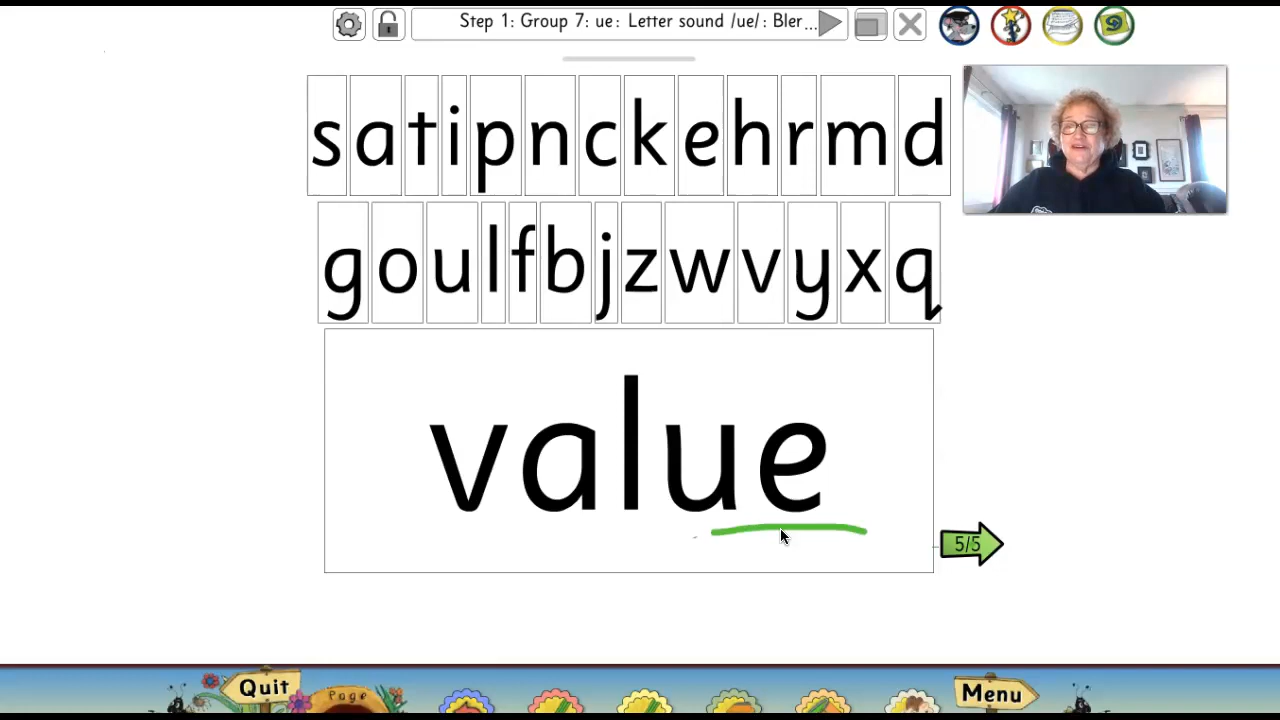 Step 1: Group 7: ue: Letter sound /ue/: Bler...
s a t i p n c k e h r m d
g o u l f b j z w v y x q
value
5/5
Quit
Page
Menu